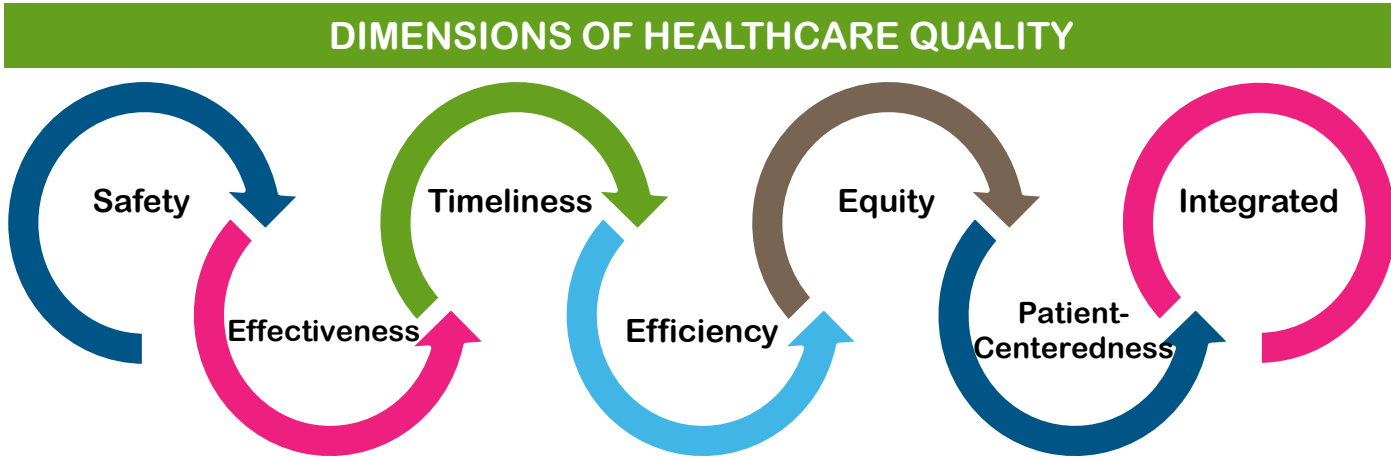 DIMENSIONS OF HEALTHCARE QUALITY
Safety
Effectiveness
Timeliness
Efficiency
Equity
Patient-
Centeredness
Integrated